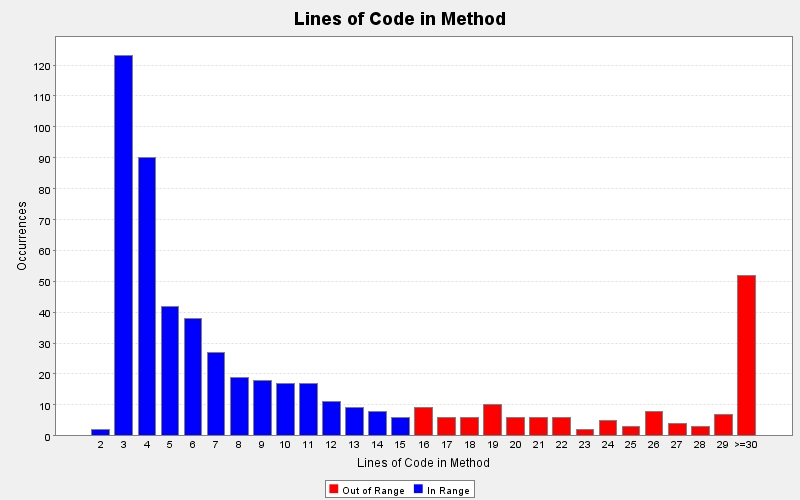 Lines of Code in Method
Occurrences
120
110
100
90
80
70
60
50
40
30
20
10
0
2 3 4 5 6 7 8 9 10 11 12 13 14 15 16 17 18 19 20 21 22 23 24 25 26 27 28 29 >=30
Lines of Code in Method
Out of Range In Range